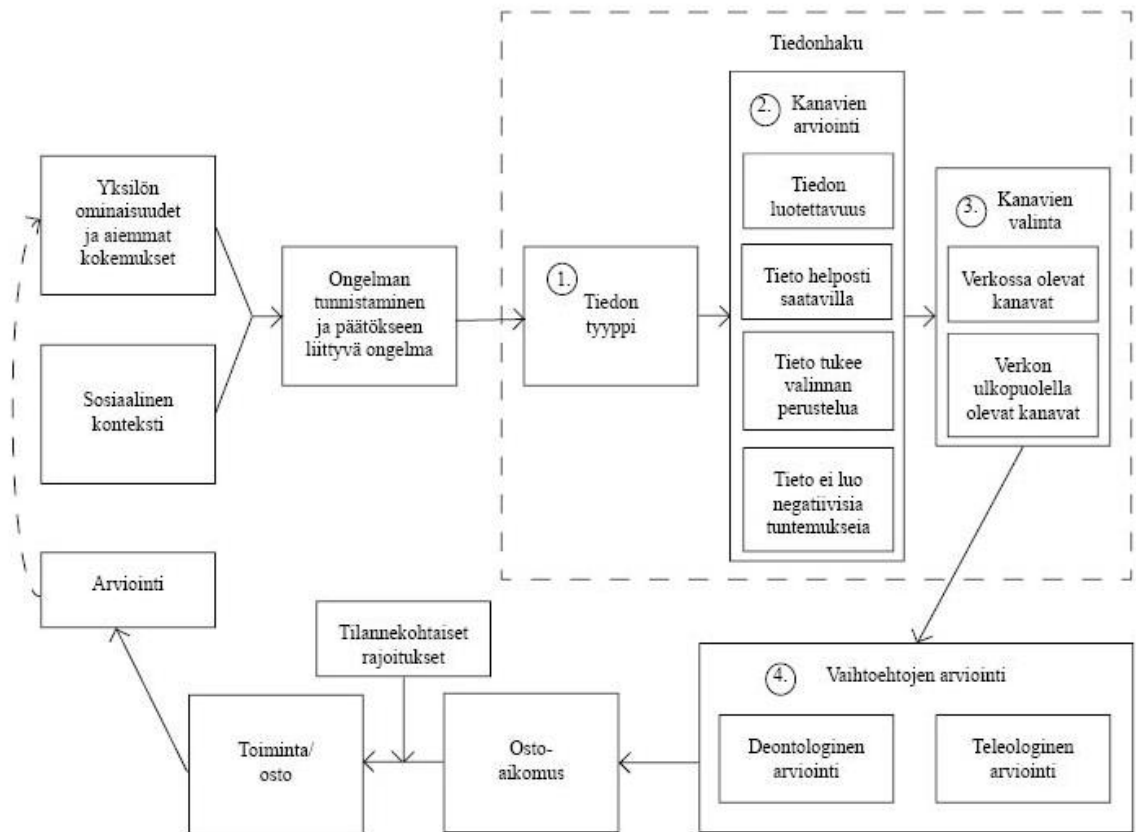 Tiedonhaku
Yksilön
ominaisuudet
ja aiemmat
kokemukset
Sosiaalinen
konteksti
Ongelman
tunnistaminen
ja päätökseen
liittyvä ongelma
1.
Tiedon
tyyppi
2.
Kanavien
arviointi
Tiedon
luotettavuus
Tieto helposti
saatavilla
Tieto tukee
valinnan
perustelua
Tieto ei luo
negatiivisia
tuntemukseia
3.
Kanavien
valinta
Verkossa olevat
kanavat
Verkon
ulkopuolella
olevat kanavat
4.
Vaihtoehtojen arviointi
Deontologinen
arviointi
Teleologinen
arviointi
Osto-
aikomus
Tilannekohtaiset
rajoitukset
Toiminta/
osto
Arviointi